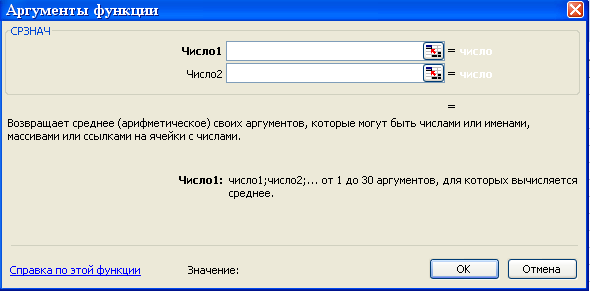 Аргументы функции
СРЗНАЧ
Число1 = число
Число2 = число
=
Возвращает среднее (арифметическое) своих аргументов, которые могут быть числами или именами,
массивами или ссылками на ячейки с числами.
Число1: число1;число2;... от 1 до 30 аргументов, для которых вычисляется
среднее.
Справка по этой функции Значение: ОК Отмена